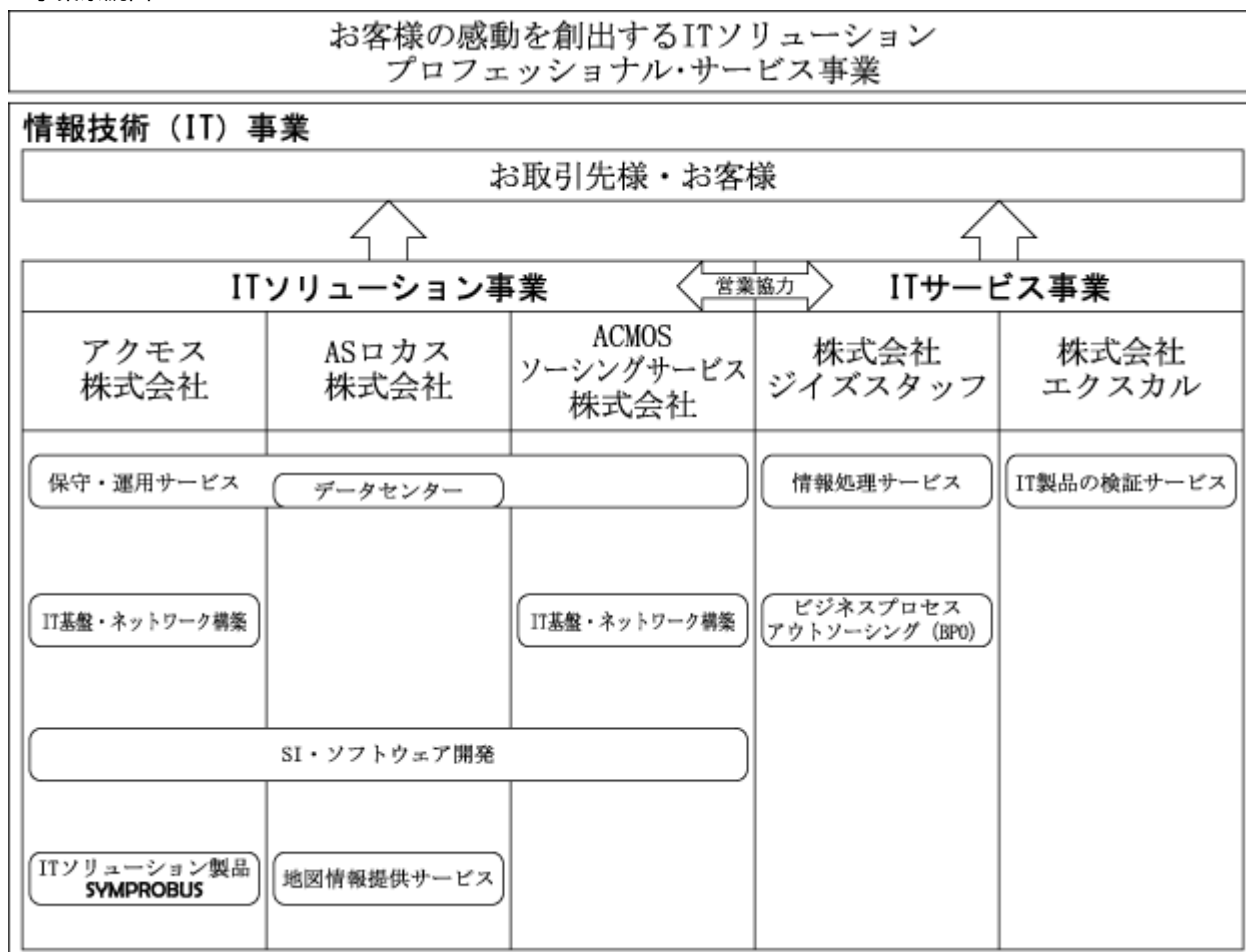 お客様の感動を創出するITソリューション
プロフェッショナル・サービス事業
情報技術（IT）事業
お取引先様・お客様
ITソリューション事業
営業協力
ITサービス事業
アクモス
株式会社
ASロカス
株式会社
ACMOS
ソーシングサービス
株式会社
株式会社
ジイズスタッフ
株式会社
エクスカル
保守・運用サービス
データセンター
情報処理サービス
IT製品の検証サービス
IT基盤・ネットワーク構築
IT基盤・ネットワーク構築
ビジネスプロセス
アウトソーシング（BPO）
SI・ソフトウェア開発
ITソリューション製品
SYMPROBUS
地図情報提供サービス